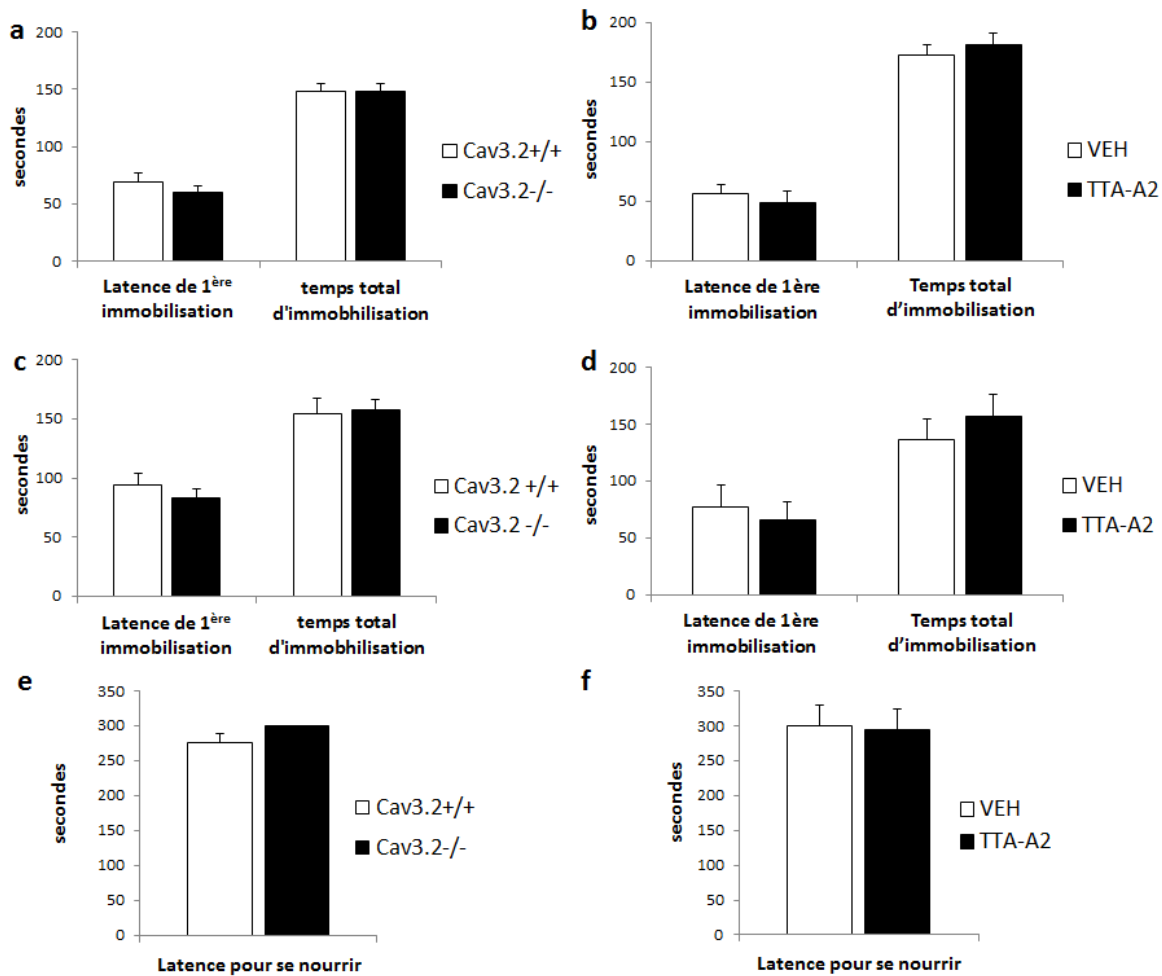 a
200
150
100
50
0
secondes
Latence de 1ère
immobilisation
temps total
d'immobhilisation
Cav3.2+/+
Cav3.2-/-
b
200
150
100
50
0
secondes
Latence de 1ère
immobilisation
Temps total
d’immobilisation
VEH
TTA-A2
c
200
150
100
50
0
secondes
Latence de 1ère
immobilisation
temps total
d'immobhilisation
Cav3.2 +/+
Cav3.2 -/-
d
200
150
100
50
0
secondes
Latence de 1ère
immobilisation
Temps total
d’immobilisation
VEH
TTA-A2
e
350
300
250
200
150
100
50
0
secondes
Latence pour se nourrir
Cav3.2+/+
Cav3.2-/-
f
350
300
250
200
150
100
50
0
secondes
Latence pour se nourrir
VEH
TTA-A2